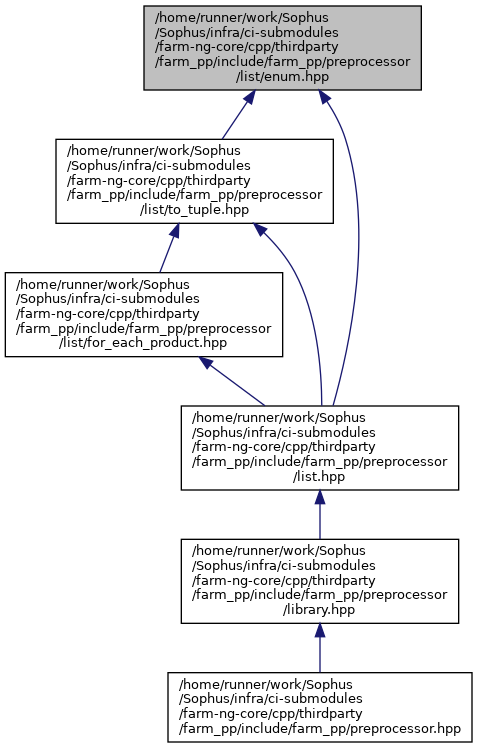 /home/runner/work/Sophus
/Sophus/infra/ci-submodules
/farm-ng-core/cpp/thirdparty
/farm_pp/include/farm_pp/preprocessor
/list/enum.hpp
/home/runner/work/Sophus
/Sophus/infra/ci-submodules
/farm-ng-core/cpp/thirdparty
/farm_pp/include/farm_pp/preprocessor
/list/to_tuple.hpp
/home/runner/work/Sophus
/Sophus/infra/ci-submodules
/farm-ng-core/cpp/thirdparty
/farm_pp/include/farm_pp/preprocessor
/list/for_each_product.hpp
/home/runner/work/Sophus
/Sophus/infra/ci-submodules
/farm-ng-core/cpp/thirdparty
/farm_pp/include/farm_pp/preprocessor
/list.hpp
/home/runner/work/Sophus
/Sophus/infra/ci-submodules
/farm-ng-core/cpp/thirdparty
/farm_pp/include/farm_pp/preprocessor
/library.hpp
/home/runner/work/Sophus
/Sophus/infra/ci-submodules
/farm-ng-core/cpp/thirdparty
/farm_pp/include/farm_pp/preprocessor.hpp